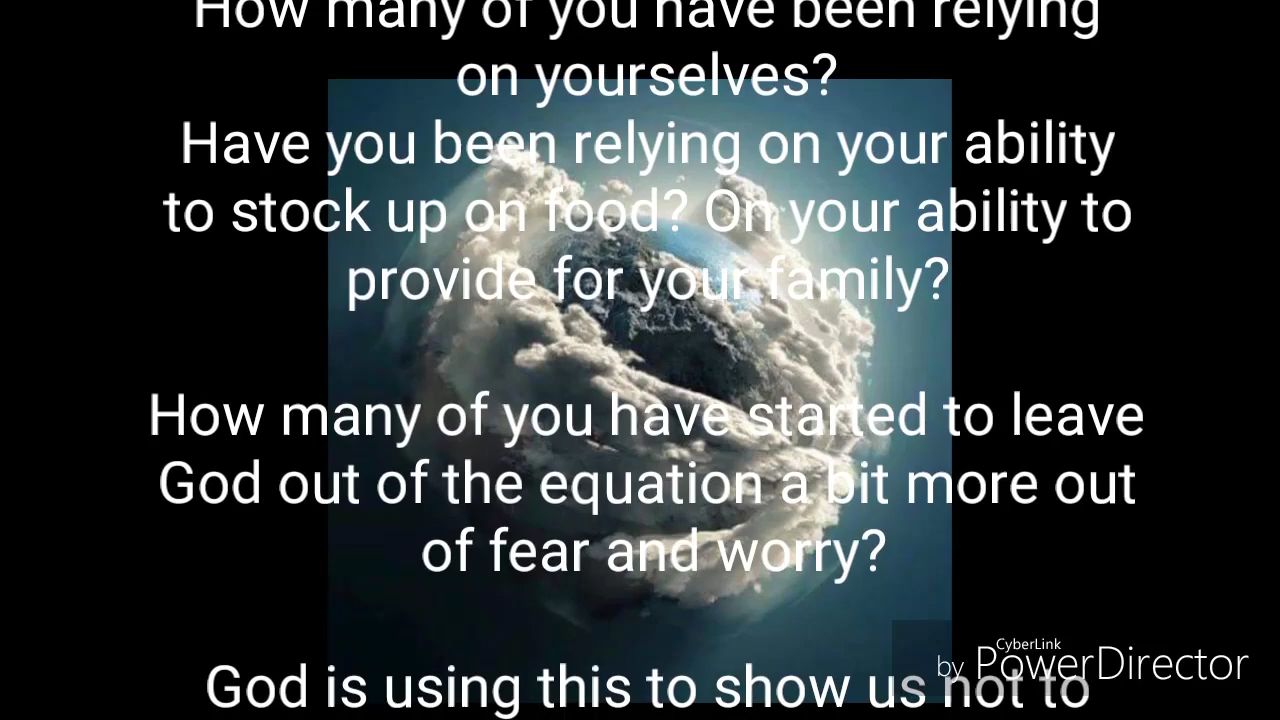 How many of you have been relying
on yourselves?
Have you been relying on your ability
to stock up on food? On your ability to
provide for your family?
How many of you have started to leave
God out of the equation a bit more out
of fear and worry?
God is using this to show us not to
CyberLink
by PowerDirector